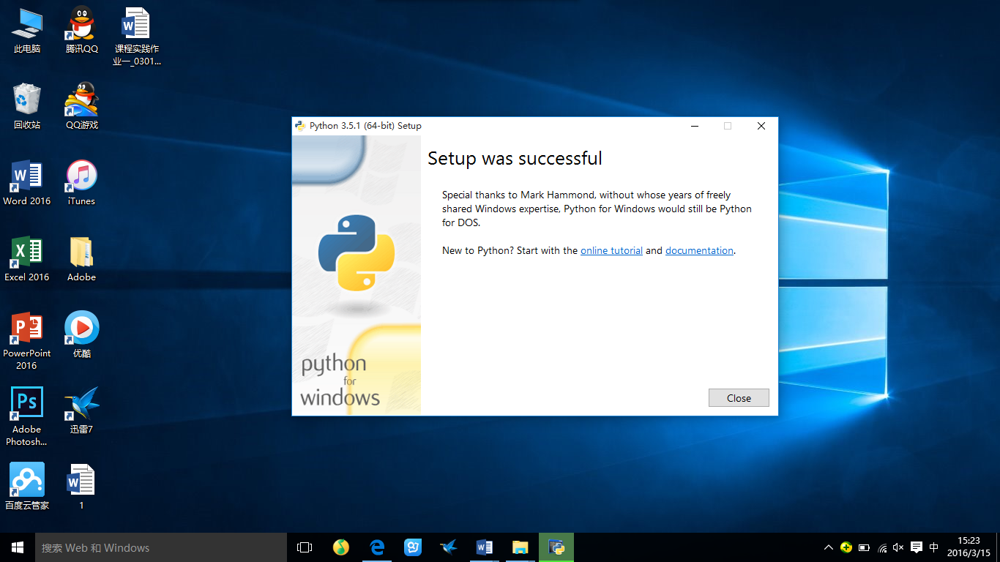 此电脑
腾讯QQ
课程实践作
业一_0301...
回收站
QQ游戏
Word 2016
iTunes
Excel 2016
Adobe
PowerPoint
2016
优酷
Ps
Adobe
Photosh...
迅雷7
百度云管家
1
Python 3.5.1 (64-bit) Setup
Setup was successful
Special thanks to Mark Hammond, without whose years of freely
shared Windows expertise, Python for Windows would still be Python
for DOS.
New to Python? Start with the online tutorial and documentation.
python
for
windows
Close
搜索 Web 和 Windows
中
15:23
2016/3/15